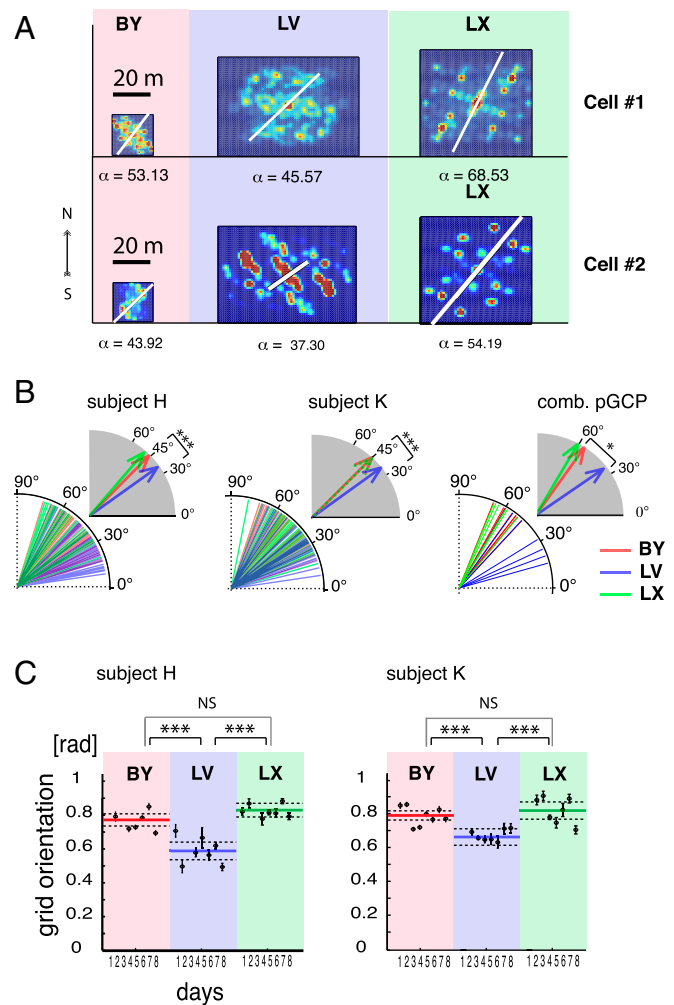 A
BY LV LX
20 m
Cell #1
α = 53.13 α = 45.57 α = 68.53
LX
N
S
20 m
Cell #2
α = 43.92 α = 37.30 α = 54.19
B
subject H subject K comb. pGCP
60° 45° 30° 0° ***
60° 45° 30° 0° ***
60° 30° 0° *
90° 60° 30° 0°
90° 60° 30° 0°
90° 60° 30° 0°
BY
LV
LX
C
subject H subject K
NS NS
*** *** *** ***
[rad]
BY LV LX BY LV LX
1 1
0.8 0.8
0.6 0.6
0.4 0.4
0.2 0.2
0 0
grid orientation
12345678 12345678 12345678 12345678 12345678 12345678
days